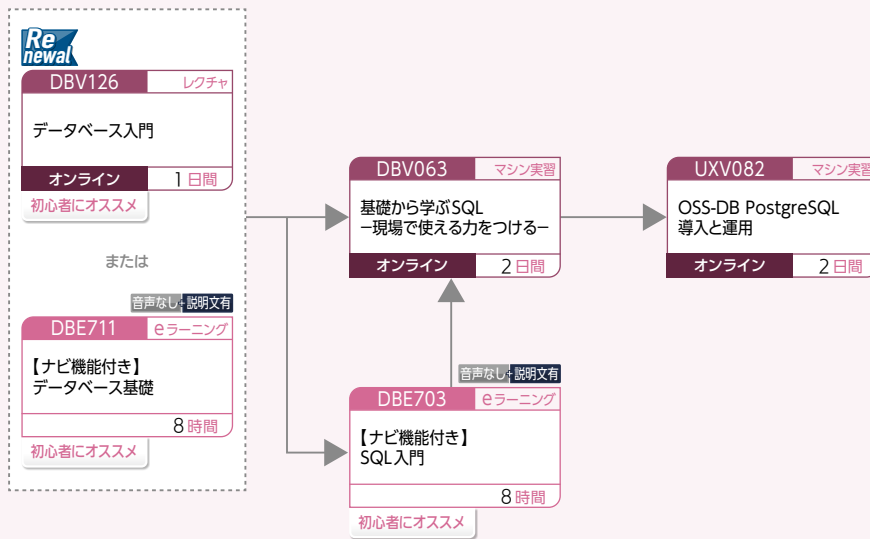 Re
newal
DBV126 レクチャ
データベース入門
オンライン 1日間
初心者にオススメ
または
音声なし+説明文有
DBE711 eラーニング
【ナビ機能付き】
データベース基礎
8時間
初心者にオススメ
DBV063 マシン実習
基礎から学ぶSQL
−現場で使える力をつける−
オンライン 2日間
音声なし+説明文有
DBE703 eラーニング
【ナビ機能付き】
SQL入門
8時間
初心者にオススメ
UXV082 マシン実習
OSS-DB PostgreSQL
導入と運用
オンライン 2日間